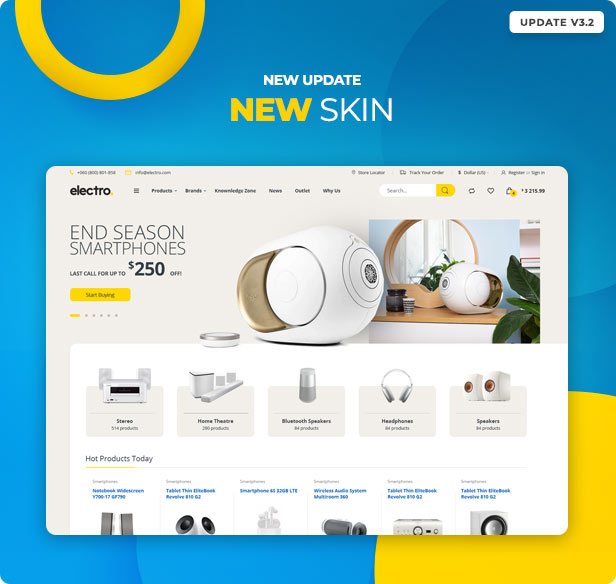 UPDATE V3.2
NEW UPDATE
NEW SKIN
+060 (800) 801-858 info@electro.com Store Locator Track Your Order $ Dollar (US) Register or Sign in
electro. Products Brands Knownledge Zone News Outlet Why Us Search... 4 $3 215.99
END SEASON
SMARTPHONES
LAST CALL FOR UP TO $250 OFF!
Start Buying
Stereo Home Theatre Bluetooth Speakers Headphones Speakers
514 products 286 products 84 products 84 products 84 products
Hot Products Today
Smartphones Smartphones Smartphones Smartphones Smartphones Smartphones
Notebook Widescreen Tablet Thin EliteBook Smartphone 6S 32GB LTE Wireless Audio System Tablet Thin EliteBook Tablet Thin EliteBook
Y700-17 GF790 Revolve 810 G2 Multiroom 360 Revolve 810 G2 Revolve 810 G2